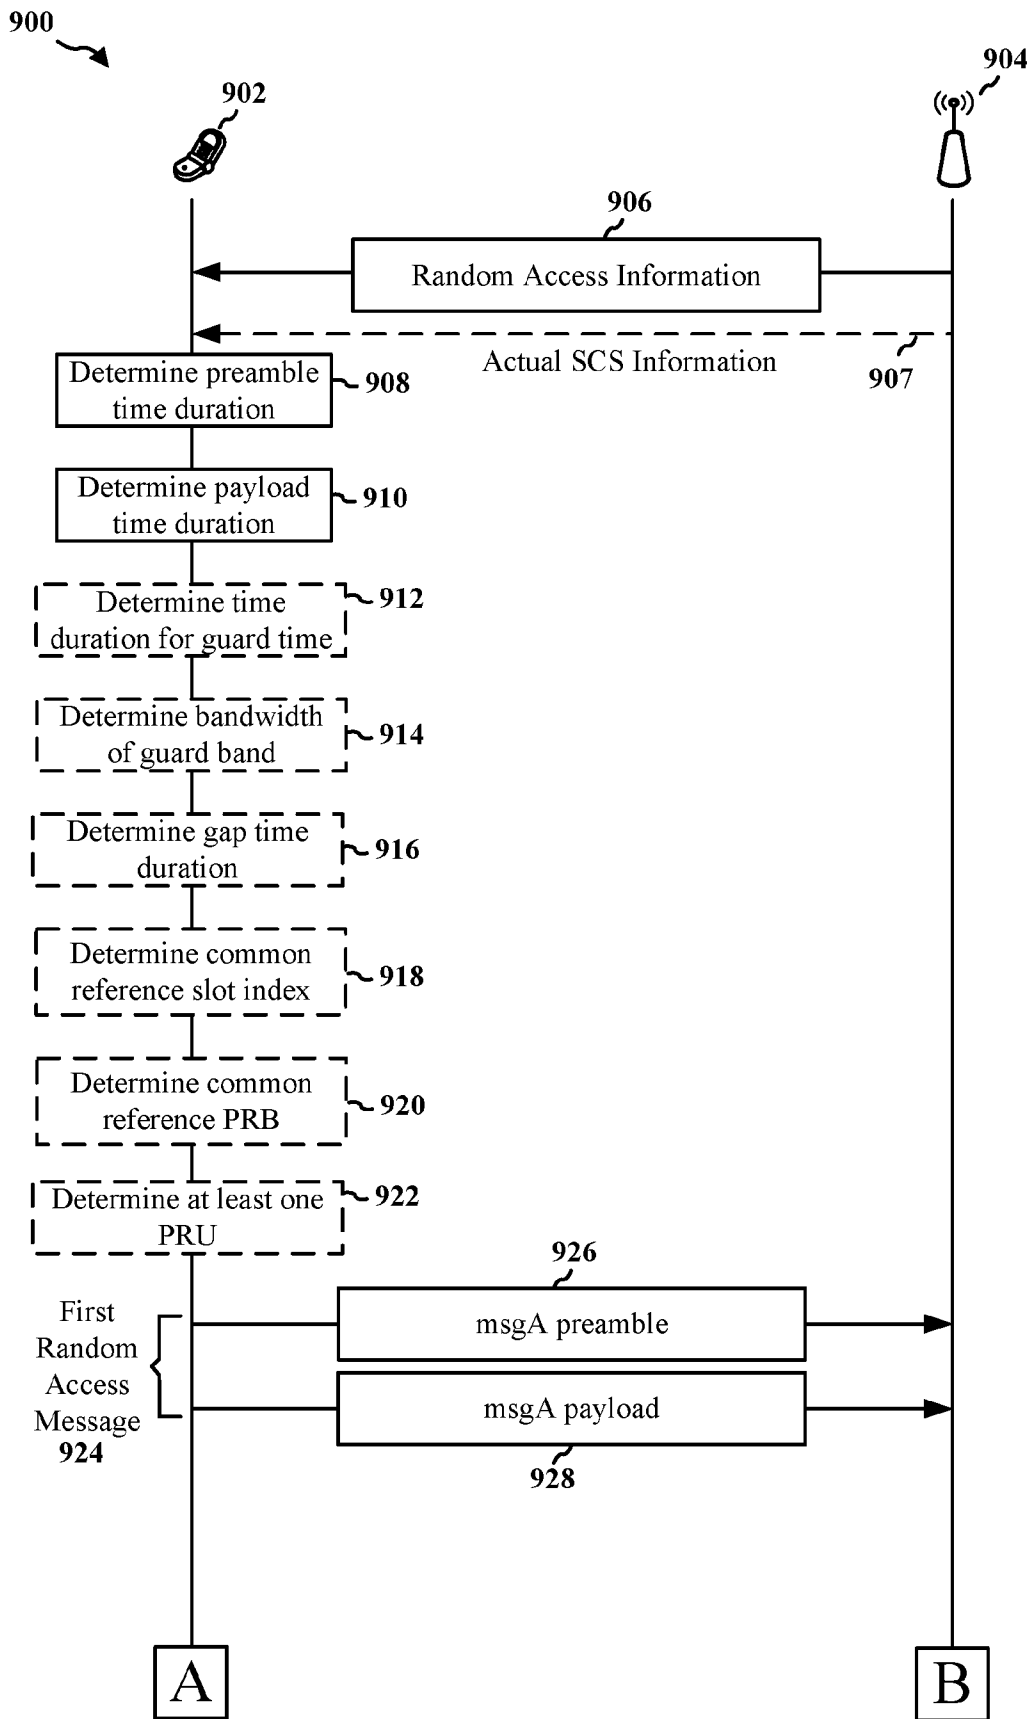 900
902
904
906
Random Access Information
Actual SCS Information
907
Determine preamble
time duration
908
Determine payload
time duration
910
Determine time
duration for guard time
912
Determine bandwidth
of guard band
914
Determine gap time
duration
916
Determine common
reference slot index
918
Determine common
reference PRB
920
Determine at least one
PRU
922
926
msgA preamble
First
Random
Access
Message
924
msgA payload
928
A
B